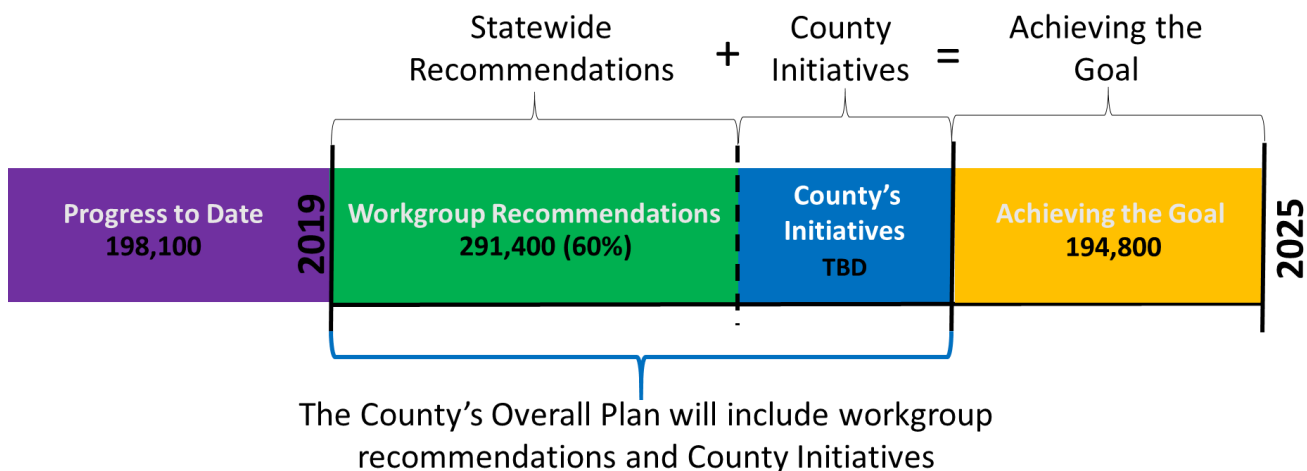 Statewide
Recommendations
+
County
Initiatives
=
Achieving the
Goal
Progress to Date
198,100
2019
Workgroup Recommendations
291,400 (60%)
County's
Initiatives
TBD
Achieving the Goal
194,800
2025
The County's Overall Plan will include workgroup
recommendations and County Initiatives